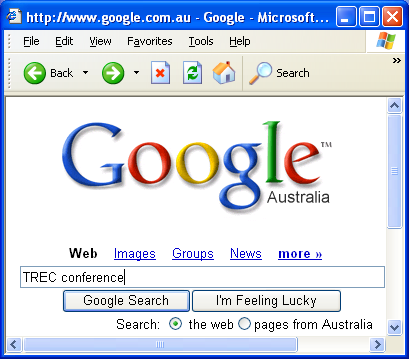 http://www.google.com.au - Google - Microsoft...
File Edit View Favorites Tools Help »
Back Search
Google™
Australia
Web Images Groups News more »
TREC conference
Google Search I'm Feeling Lucky
Search: the web pages from Australia